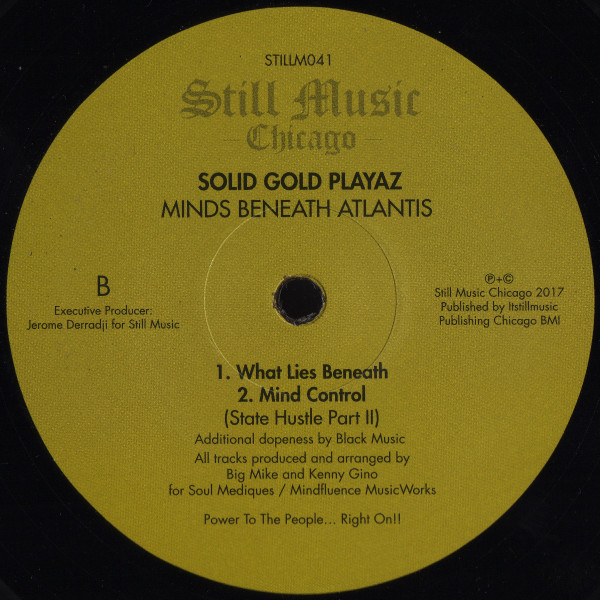 STILLM041
Still Music
Chicago
SOLID GOLD PLAYAZ
MINDS BENEATH ATLANTIS
B
Executive Producer:
Jerome Derradji for Still Music
℗+©
Still Music Chicago 2017
Published by Itstillmusic
Publishing Chicago BMI
1. What Lies Beneath
2. Mind Control
(State Hustle Part II)
Additional dopeness by Black Music
All tracks produced and arranged by
Big Mike and Kenny Gino
for Soul Mediques / Mindfluence MusicWorks
Power To The People... Right On!!